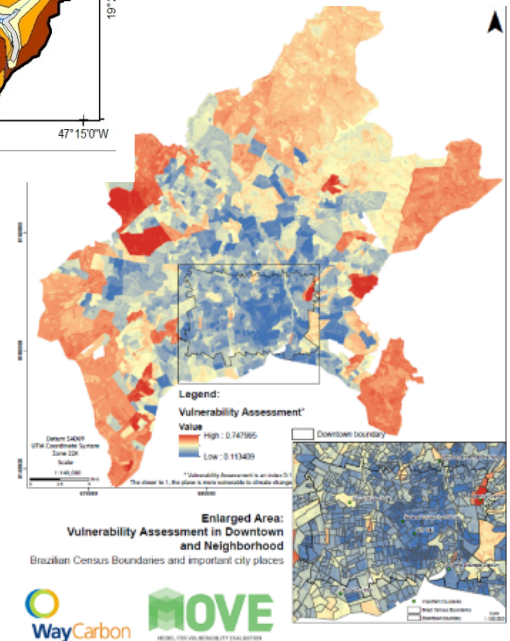 19°
47°15'0"W
Legend:
Vulnerability Assessment*
Value
High : 0.747995
Low : 0.113409
Downtown boundary
* Vulnerability Assessment is an index 0-1
The closer to 1, the place is more vulnerable to climate change
Datum SAD69
UTM Coordinate System
Zone 22K
Scale
Enlarged Area:
Vulnerability Assessment in Downtown
and Neighborhood
Brazilian Census Boundaries and important city places
Brazil Census Boundaries
Downtown boundary
Scale
WayCarbon
MOVE
MODEL FOR VULNERABILITY EVALUATION